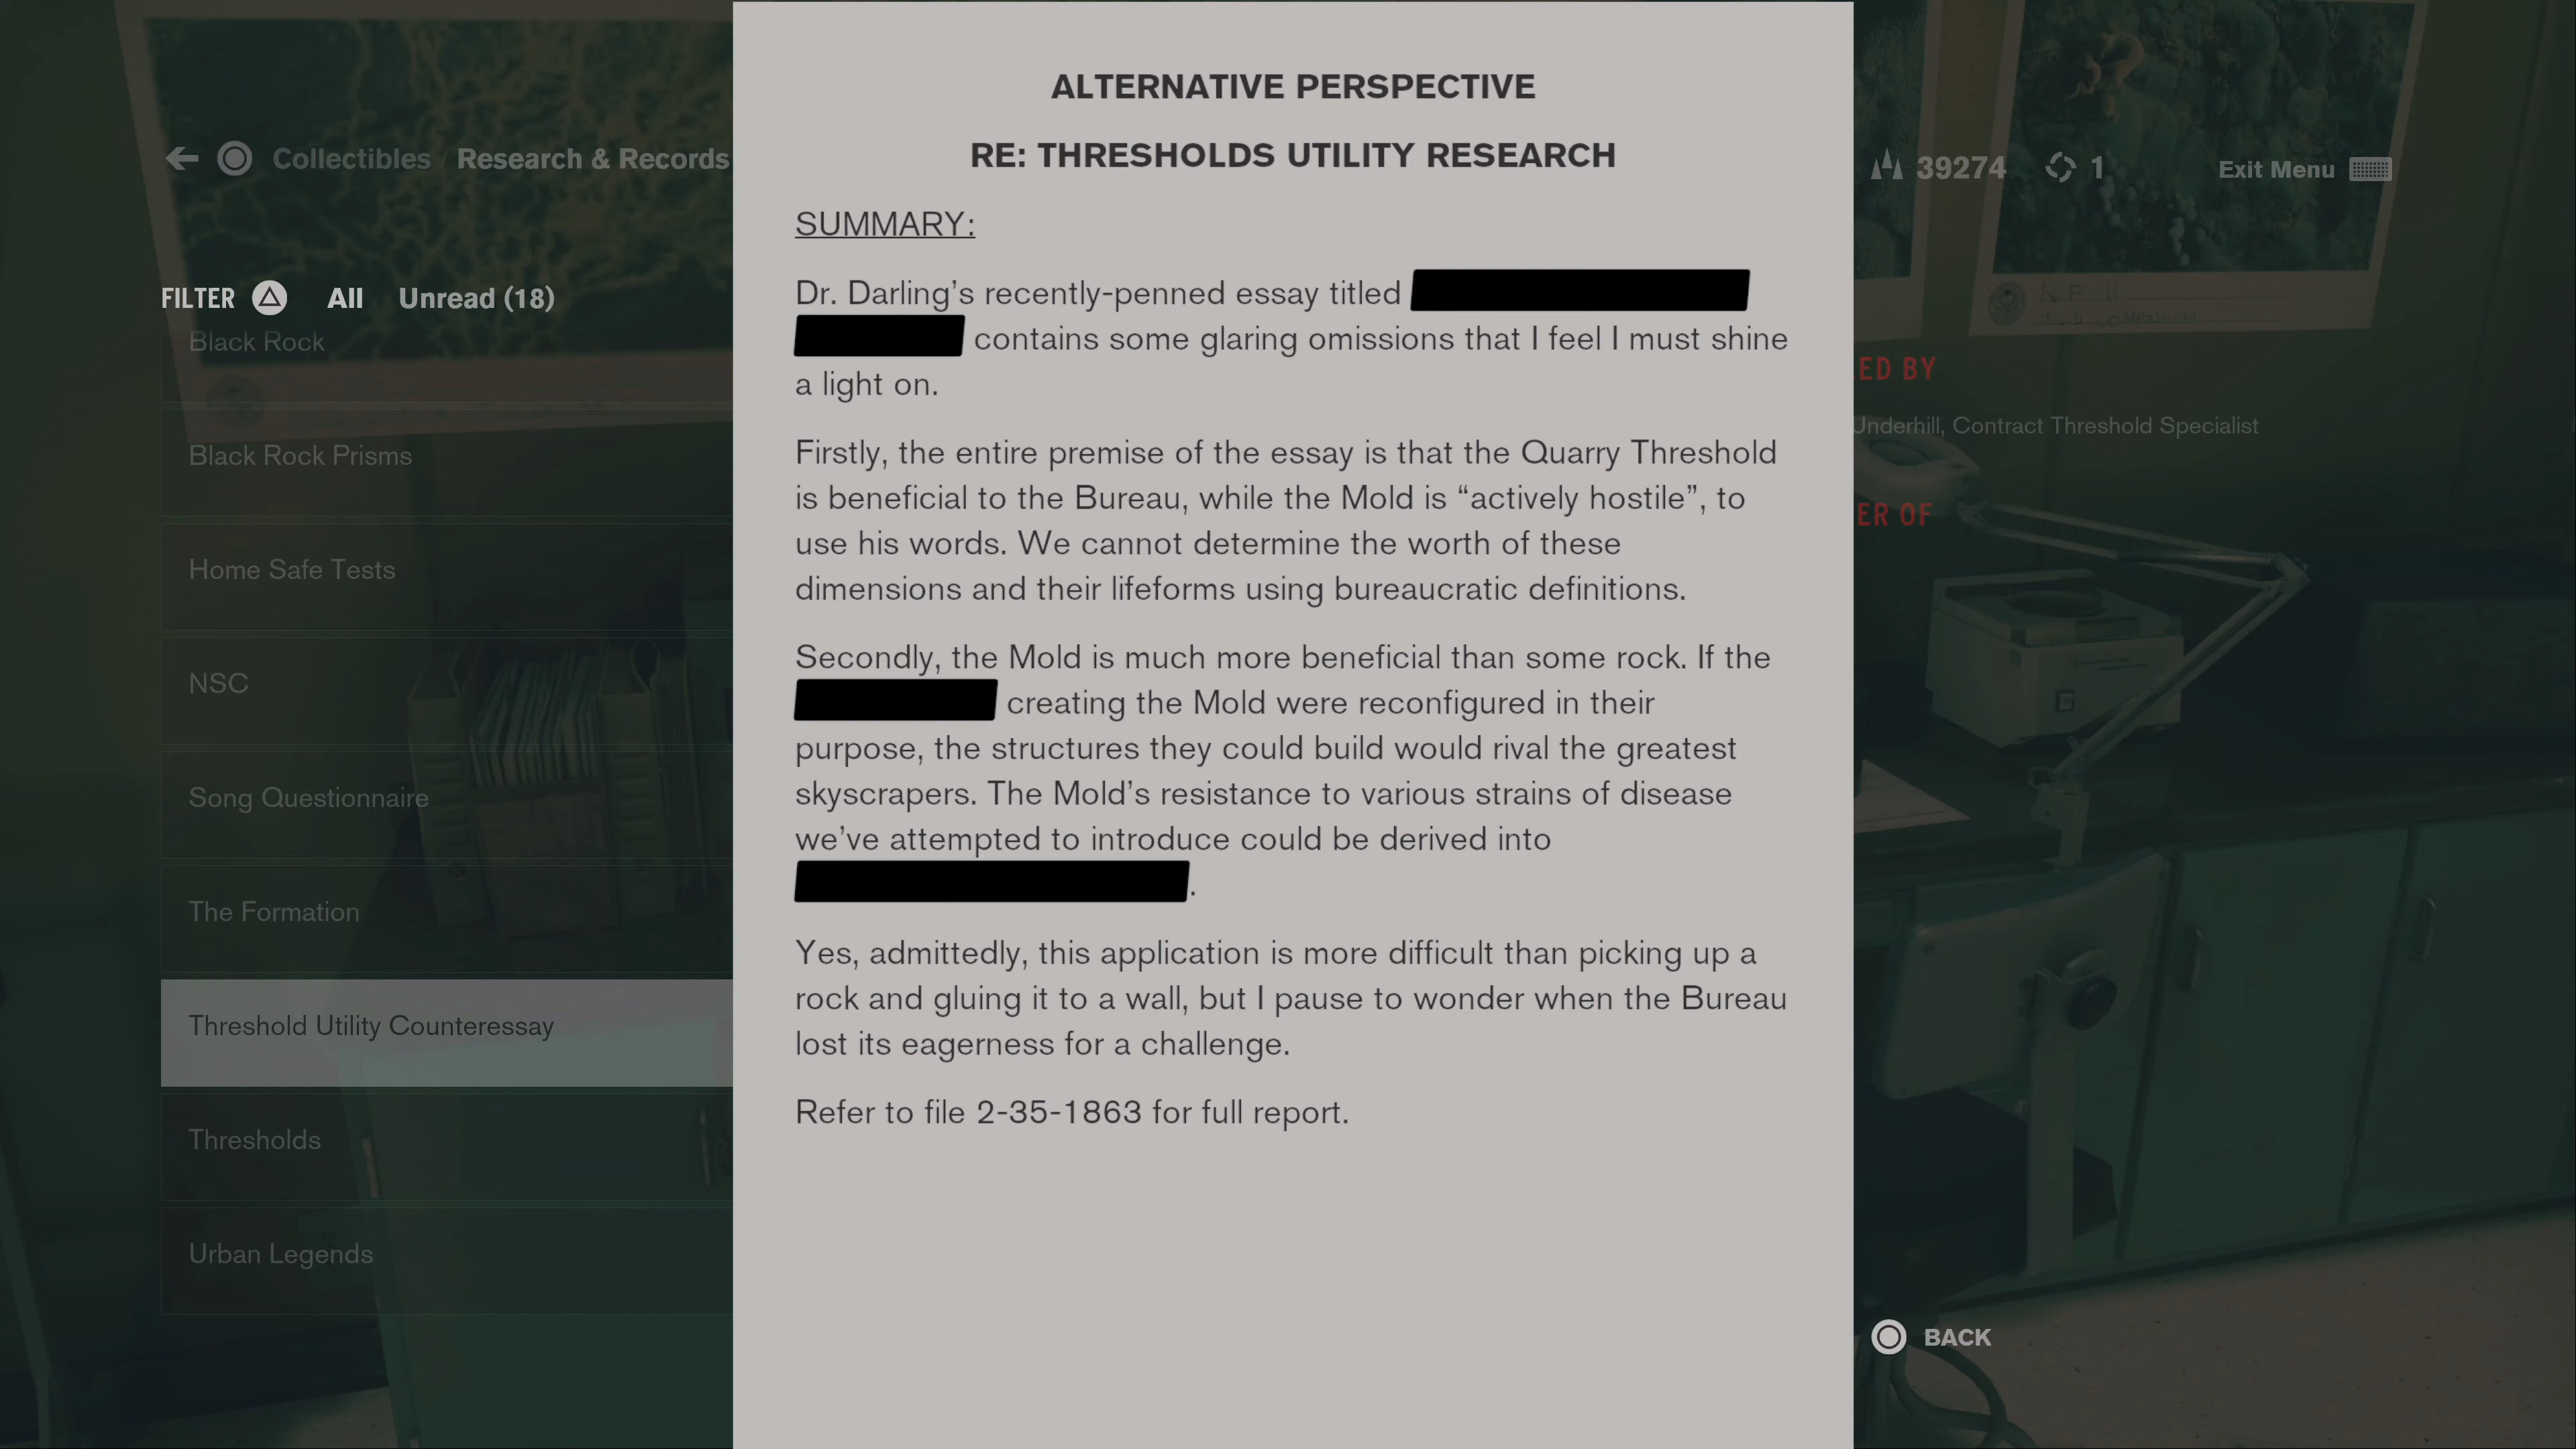 Collectibles / Research & Records
39274
1
Exit Menu
FILTER All Unread (18)
Black Rock
Black Rock Prisms
Home Safe Tests
NSC
Song Questionnaire
The Formation
Threshold Utility Counteressay
Thresholds
Urban Legends
ALTERNATIVE PERSPECTIVE
RE: THRESHOLDS UTILITY RESEARCH
SUMMARY:
Dr. Darling’s recently-penned essay titled
contains some glaring omissions that I feel I must shine
a light on.
Firstly, the entire premise of the essay is that the Quarry Threshold
is beneficial to the Bureau, while the Mold is “actively hostile”, to
use his words. We cannot determine the worth of these
dimensions and their lifeforms using bureaucratic definitions.
Secondly, the Mold is much more beneficial than some rock. If the
creating the Mold were reconfigured in their
purpose, the structures they could build would rival the greatest
skyscrapers. The Mold’s resistance to various strains of disease
we’ve attempted to introduce could be derived into
.
Yes, admittedly, this application is more difficult than picking up a
rock and gluing it to a wall, but I pause to wonder when the Bureau
lost its eagerness for a challenge.
Refer to file 2-35-1863 for full report.
ED BY
Underhill, Contract Threshold Specialist
ER OF
BACK